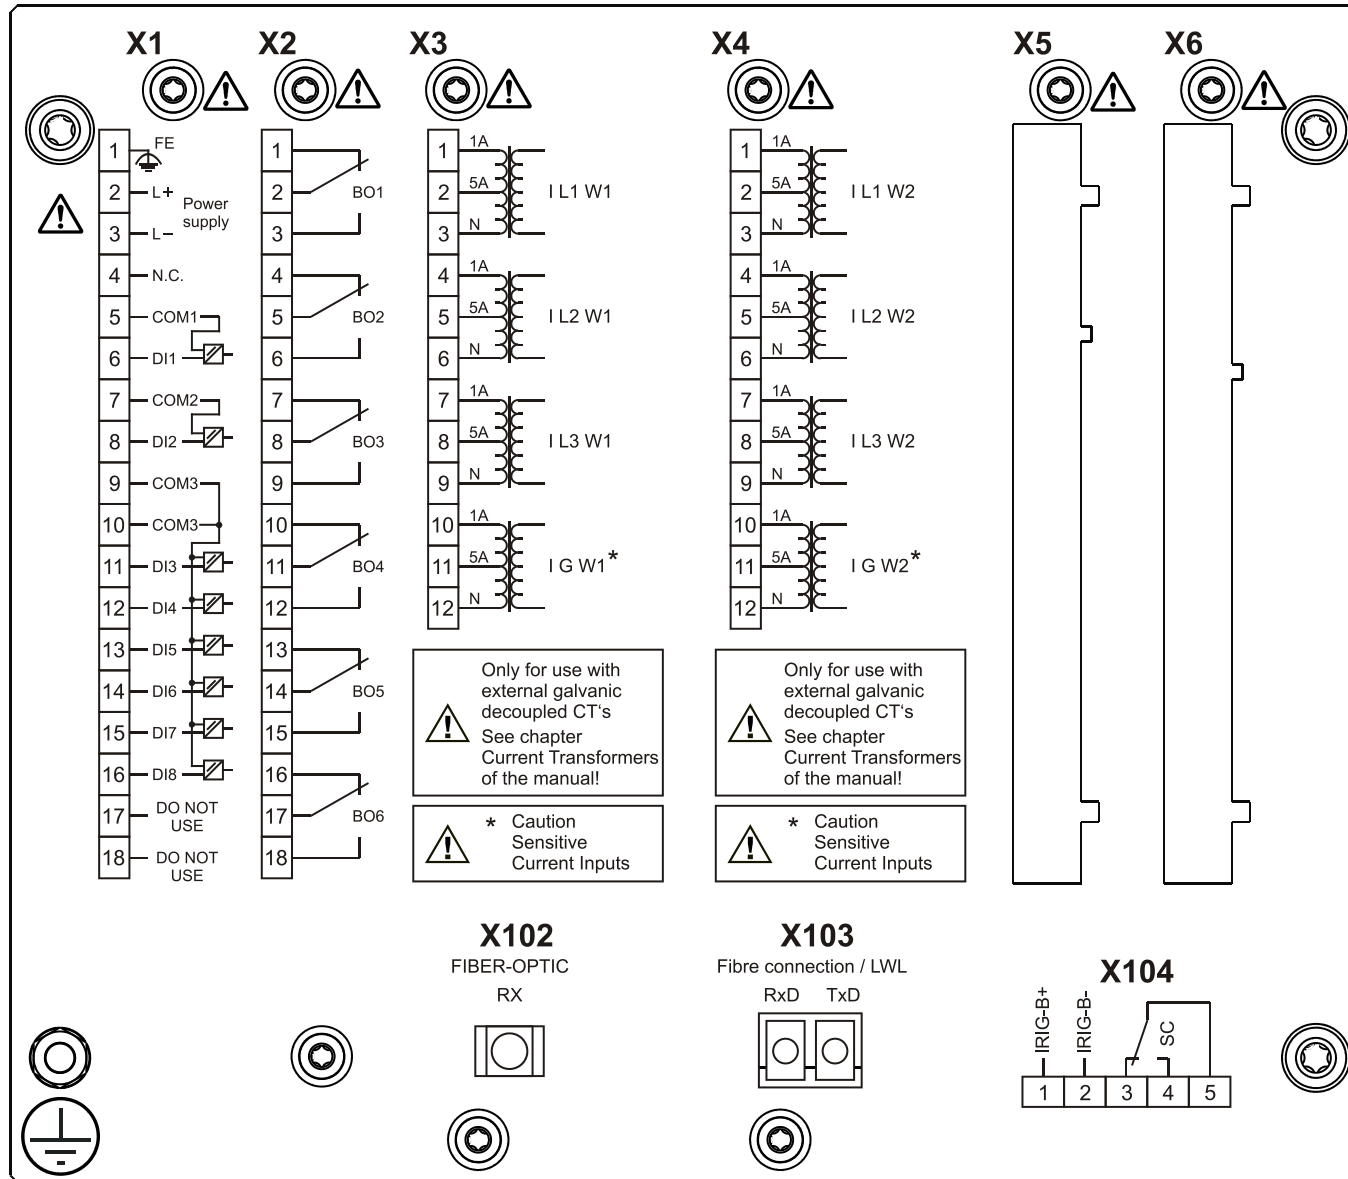 X1
X2
X3
X4
X5
X6
1 FE
2 L+ Power supply
3 L-
4 N.C.
5 COM1
6 DI1
7 COM2
8 DI2
9 COM3
10 COM3
11 DI3
12 DI4
13 DI5
14 DI6
15 DI7
16 DI8
17 DO NOT USE
18 DO NOT USE
1
2 BO1
3
4
5 BO2
6
7
8 BO3
9
10
11 BO4
12
13
14 BO5
15
16
17 BO6
18
1 1A
2 5A I L1 W1
3 N
4 1A
5 5A I L2 W1
6 N
7 1A
8 5A I L3 W1
9 N
10 1A
11 5A I G W1*
12 N
Only for use with
external galvanic
decoupled CT's
See chapter
Current Transformers
of the manual!
* Caution
Sensitive
Current Inputs
1 1A
2 5A I L1 W2
3 N
4 1A
5 5A I L2 W2
6 N
7 1A
8 5A I L3 W2
9 N
10 1A
11 5A I G W2*
12 N
Only for use with
external galvanic
decoupled CT's
See chapter
Current Transformers
of the manual!
* Caution
Sensitive
Current Inputs
X102
FIBER-OPTIC
RX
X103
Fibre connection / LWL
RxD TxD
X104
IRIG-B+
IRIG-B-
SC
1 2 3 4 5